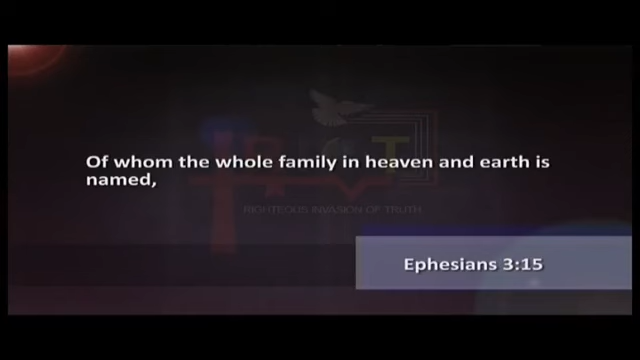 Of whom the whole family in heaven and earth is
named,
RIGHTEOUS INVASION OF TRUTH
Ephesians 3:15